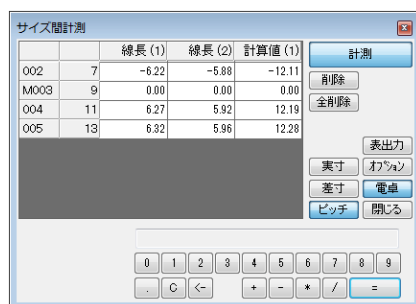 サイズ間計測
線長(1) 線長(2) 計算値(1) 計測
002 7 -6.22 -5.88 -12.11 削除
M003 9 0.00 0.00 0.00
004 11 6.27 5.92 12.19 全削除
005 13 6.32 5.96 12.28
表出力
実寸 オプション
差寸 電卓
ピッチ 閉じる
0 1 2 3 4 5 6 7 8 9
. C <- + - * / =